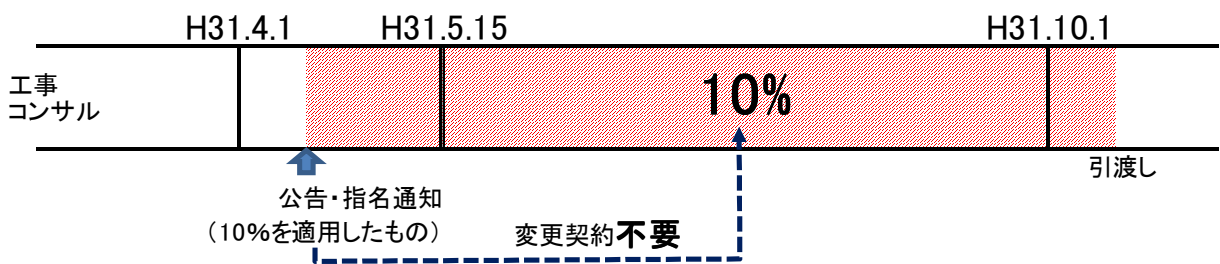 H31.4.1 H31.5.15 H31.10.1
工事
コンサル
10%
引渡し
公告・指名通知
(10%を適用したもの)
変更契約不要